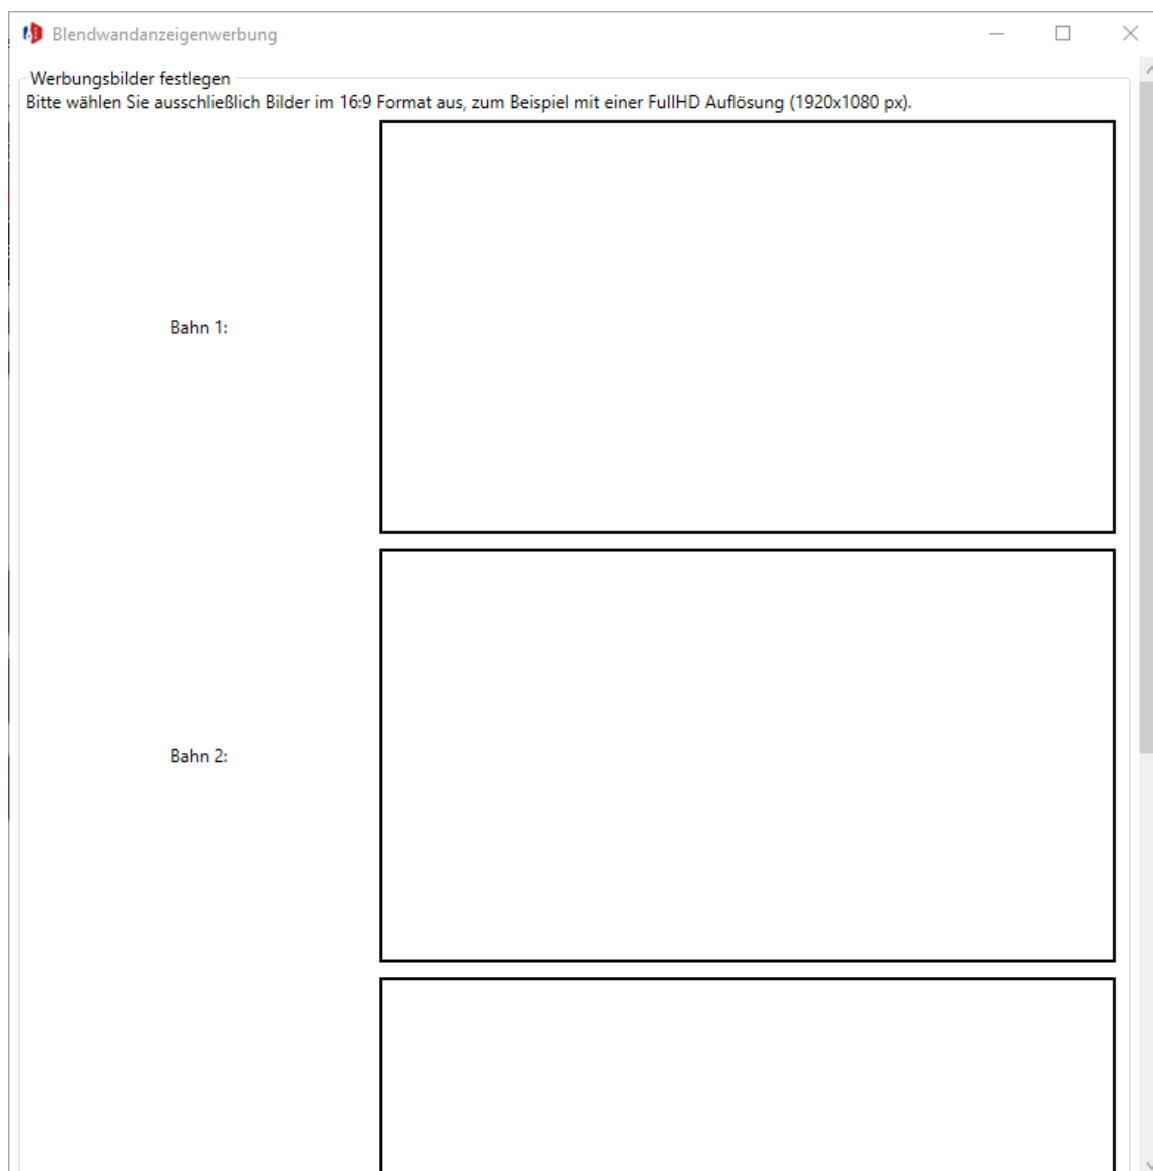 Blendwandanzeigenwerbung
Werbungsbilder festlegen
Bitte wählen Sie ausschließlich Bilder im 16:9 Format aus, zum Beispiel mit einer FullHD Auflösung (1920x1080 px).
Bahn 1:
Bahn 2: